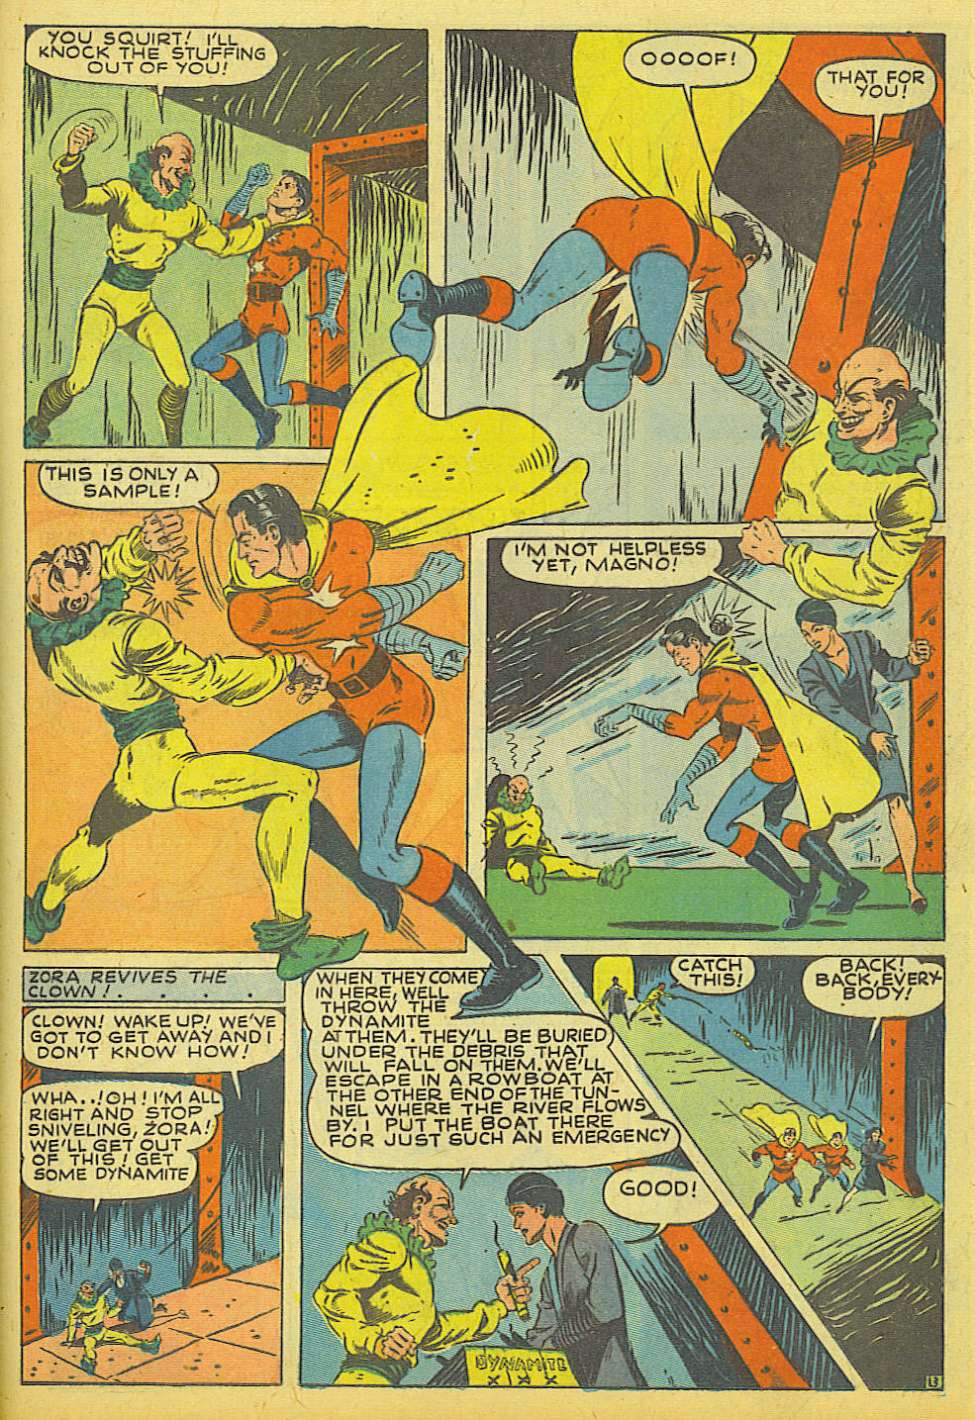 YOU SQUIRT! I'LL
KNOCK THE STUFFING
OUT OF YOU!
OOOOF!
THAT FOR
YOU!
ZZZ
THIS IS ONLY A
SAMPLE!
I'M NOT HELPLESS
YET, MAGNO!
ZORA REVIVES THE
CLOWN! . . . . .
CLOWN! WAKE UP! WE'VE
GOT TO GET AWAY AND I
DON'T KNOW HOW!
WHA..!OH! I'M ALL
RIGHT AND STOP
SNIVELING, ZORA!
WE'LL GET OUT
OF THIS! GET
SOME DYNAMITE
WHEN THEY COME
IN HERE, WE'LL
THROW THE
DYNAMITE
AT THEM. THEY'LL BE BURIED
UNDER THE DEBRIS THAT
WILL FALL ON THEM. WE'LL
ESCAPE IN A ROWBOAT AT
THE OTHER END OF THE TUN-
NEL WHERE THE RIVER FLOWS
BY. I PUT THE BOAT THERE
FOR JUST SUCH AN EMERGENCY
GOOD!
DYNAMITE
X X X
CATCH
THIS!
BACK!
BACK, EVERY-
BODY!
13